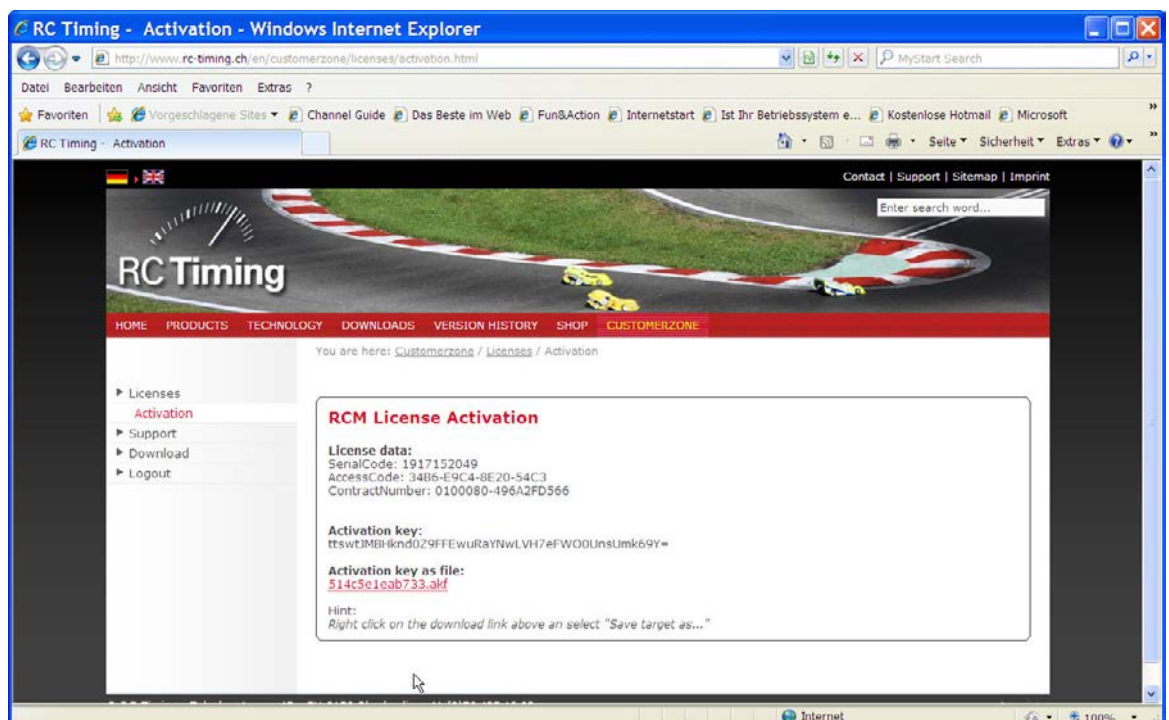 RC Timing - Activation - Windows Internet Explorer
http://www.rc-timing.ch/en/customerzone/licenses/activation.html
MyStart Search
Datei Bearbeiten Ansicht Favoriten Extras ?
Favoriten Vorgeschlagene Sites Channel Guide Das Beste im Web Fun&Action Internetstart Ist Ihr Betriebssystem e... Kostenlose Hotmail Microsoft
RC Timing - Activation
Seite Sicherheit Extras
Contact | Support | Sitemap | Imprint
Enter search word...
RC Timing
HOME PRODUCTS TECHNOLOGY DOWNLOADS VERSION HISTORY SHOP CUSTOMERZONE
You are here: Customerzone / Licenses / Activation
Licenses
Activation
Support
Download
Logout
RCM License Activation
License data:
SerialCode: 1917152049
AccessCode: 34B6-E9C4-8E20-54C3
ContractNumber: 0100080-496A2FD566
Activation key:
ttswtJMBHknd0Z9FFEwuRaYNwLVH7eFWO0UnsUmk69Y=
Activation key as file:
514c5e1eab733.akf
Hint:
Right click on the download link above an select "Save target as..."
Internet
100%